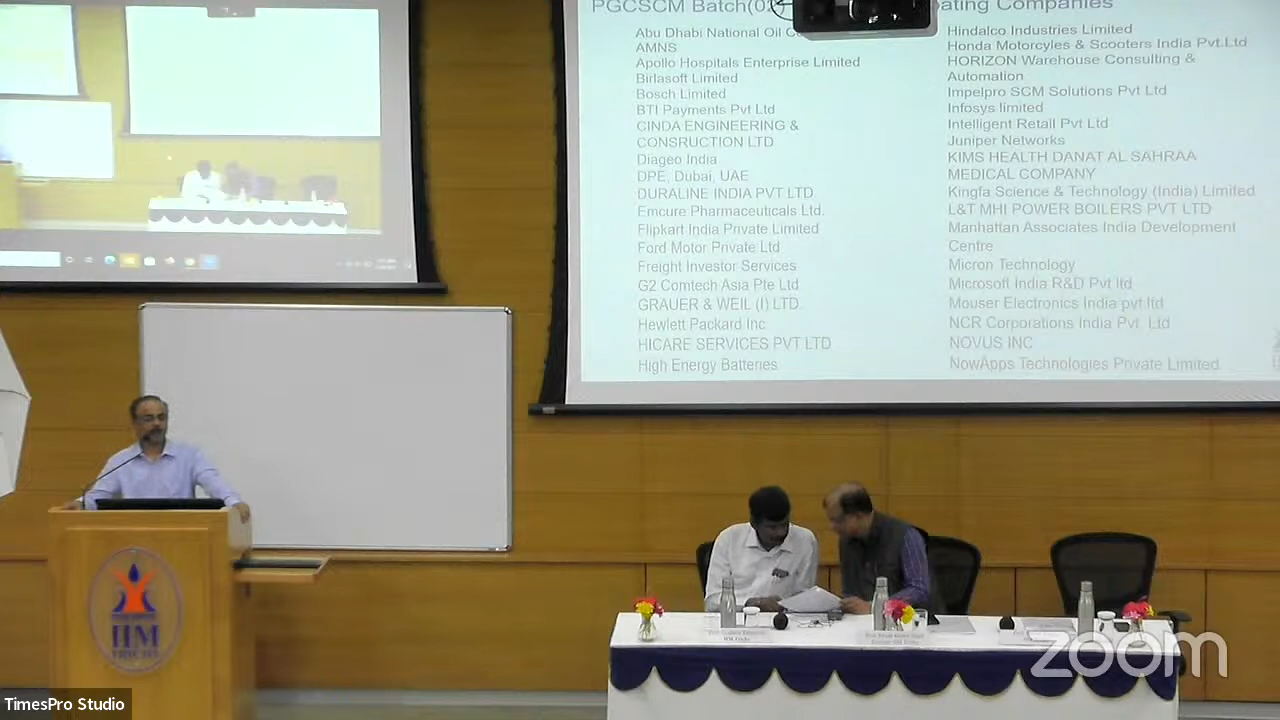 PGCSCM Batch(02
pating Companies
Abu Dhabi National Oil C
AMNS
Apollo Hospitals Enterprise Limited
Birlasoft Limited
Bosch Limited
BTI Payments Pvt Ltd
CINDA ENGINEERING &
CONSRUCTION LTD
Diageo India
DPE, Dubai, UAE
DURALINE INDIA PVT LTD
Emcure Pharmaceuticals Ltd.
Flipkart India Private Limited
Ford Motor Private Ltd
Freight Investor Services
G2 Comtech Asia Pte Ltd
GRAUER & WEIL (I) LTD.
Hewlett Packard Inc
HICARE SERVICES PVT LTD
High Energy Batteries
Hindalco Industries Limited
Honda Motorcyles & Scooters India Pvt.Ltd
HORIZON Warehouse Consulting &
Automation
Impelpro SCM Solutions Pvt Ltd
Infosys limited
Intelligent Retail Pvt Ltd
Juniper Networks
KIMS HEALTH DANAT AL SAHRAA
MEDICAL COMPANY
Kingfa Science & Technology (India) Limited
L&T MHI POWER BOILERS PVT LTD
Manhattan Associates India Development
Centre
Micron Technology
Microsoft India R&D Pvt ltd
Mouser Electronics India pvt ltd
NCR Corporations India Pvt. Ltd
NOVUS INC
NowApps Technologies Private Limited
IIM
zoom
TimesPro Studio